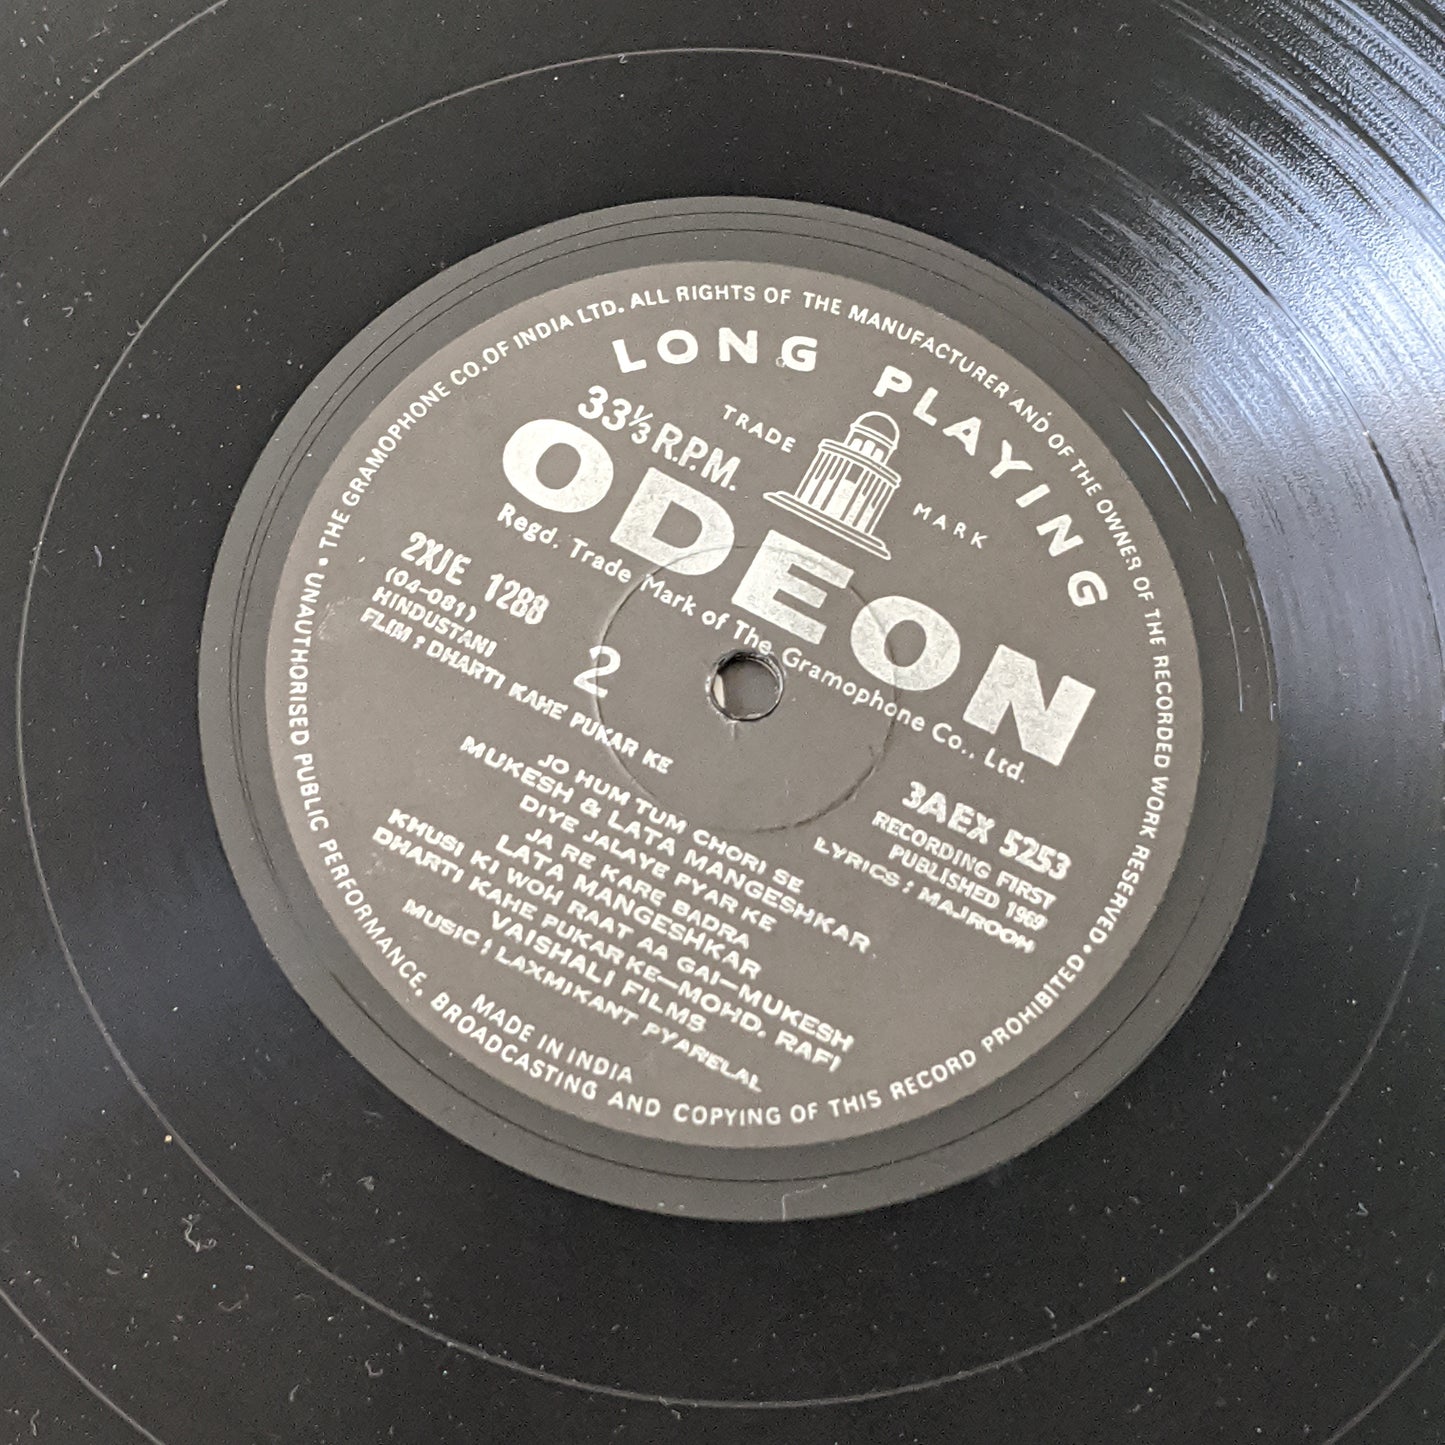 • THE GRAMOPHONE CO. OF INDIA LTD. ALL RIGHTS OF THE MANUFACTURER AND OF THE OWNER OF THE RECORDED WORK RESERVED •
LONG PLAYING
33⅓ R.P.M.
TRADE MARK
ODEON
Regd. Trade Mark of The Gramophone Co., Ltd.
2XJE 1288
(04-081)
HINDUSTANI
FLIM : DHARTI KAHE PUKAR KE
2
3AEX 5253
RECORDING FIRST
PUBLISHED 1969
LYRICS : MAJROOH
JO HUM TUM CHORI SE
MUKESH & LATA MANGESHKAR
DIYE JALAYE PYAR KE
JA RE KARE BADRA
LATA MANGESHKAR
KHUSI KI WOH RAAT AA GAI—MUKESH
DHARTI KAHE PUKAR KE—MOHD. RAFI
VAISHALI FILMS
MUSIC : LAXMIKANT PYARELAL
MADE IN INDIA
UNAUTHORISED PUBLIC PERFORMANCE, BROADCASTING AND COPYING OF THIS RECORD PROHIBITED